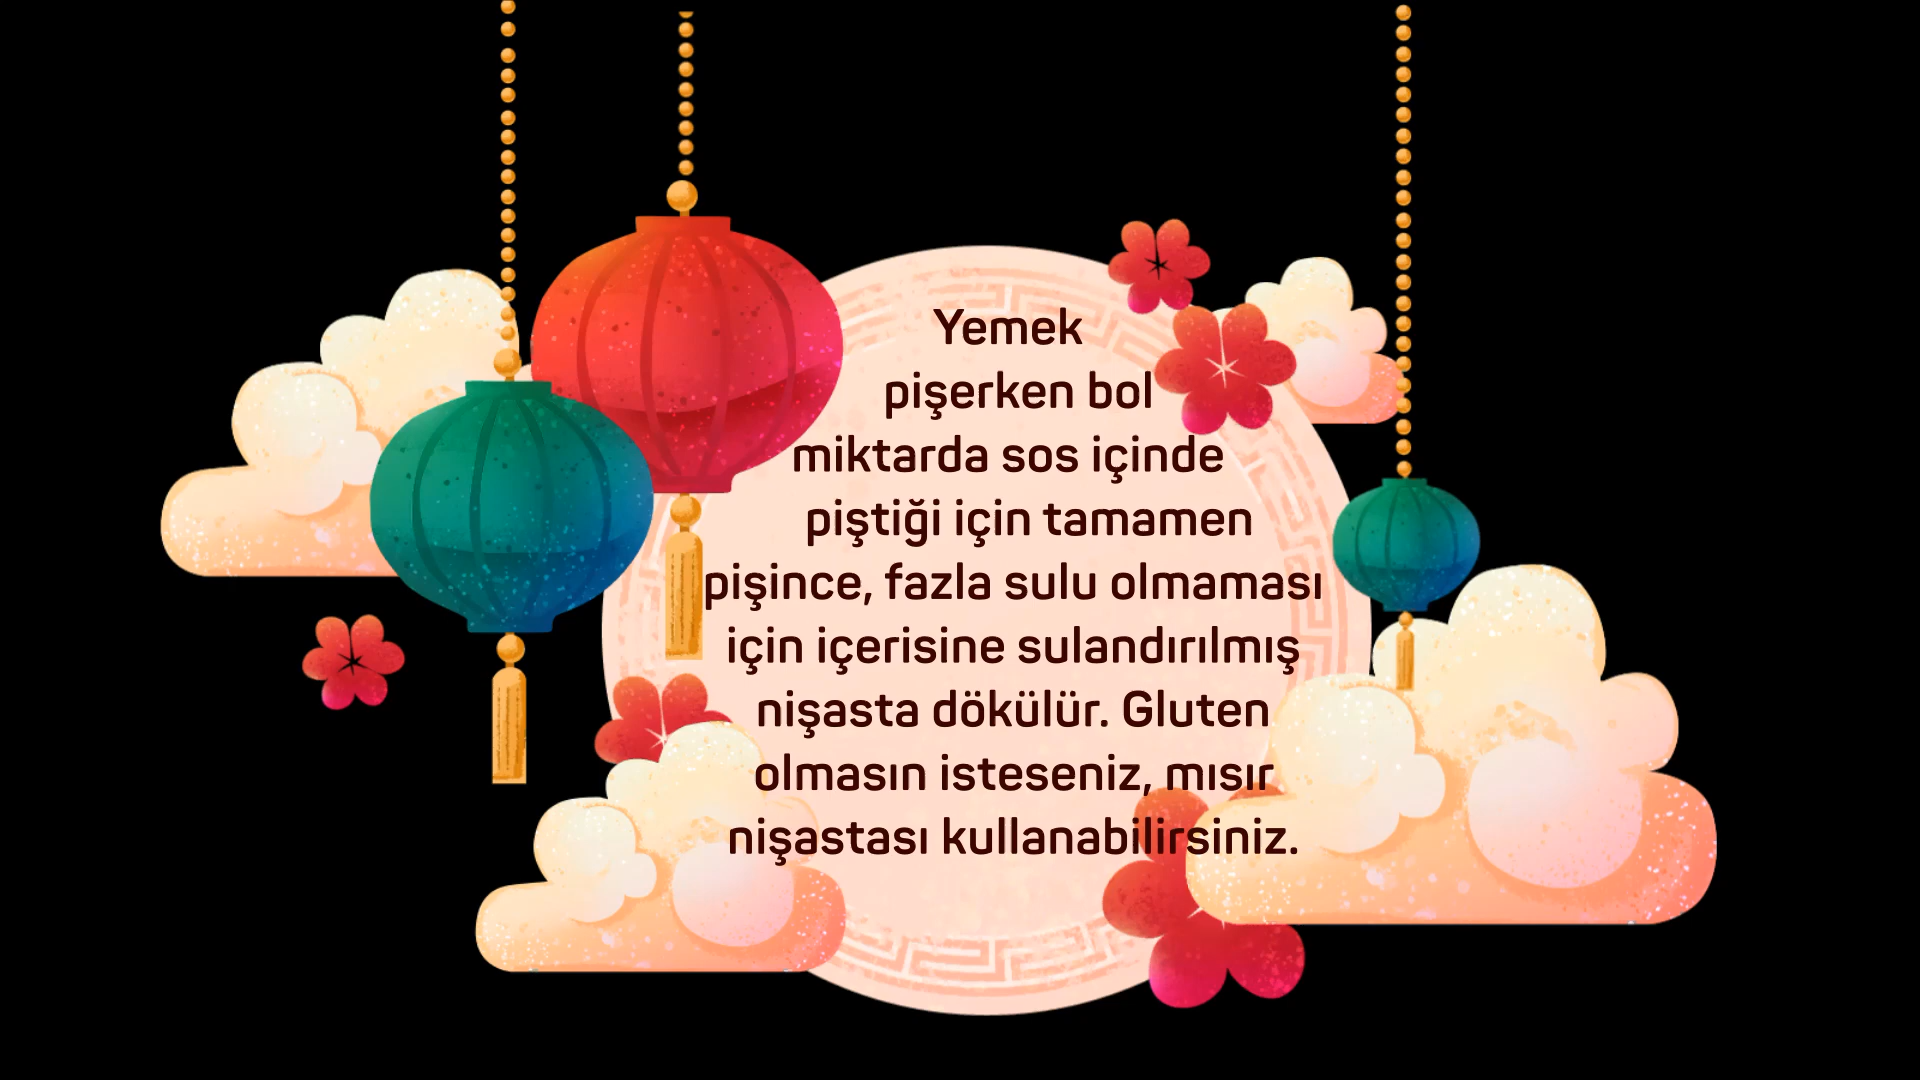 Yemek
pişerken bol
miktarda sos içinde
piştiği için tamamen
pişince, fazla sulu olmaması
için içerisine sulandırılmış
nişasta dökülür. Gluten
olmasın isteseniz, mısır
nişastası kullanabilirsiniz.